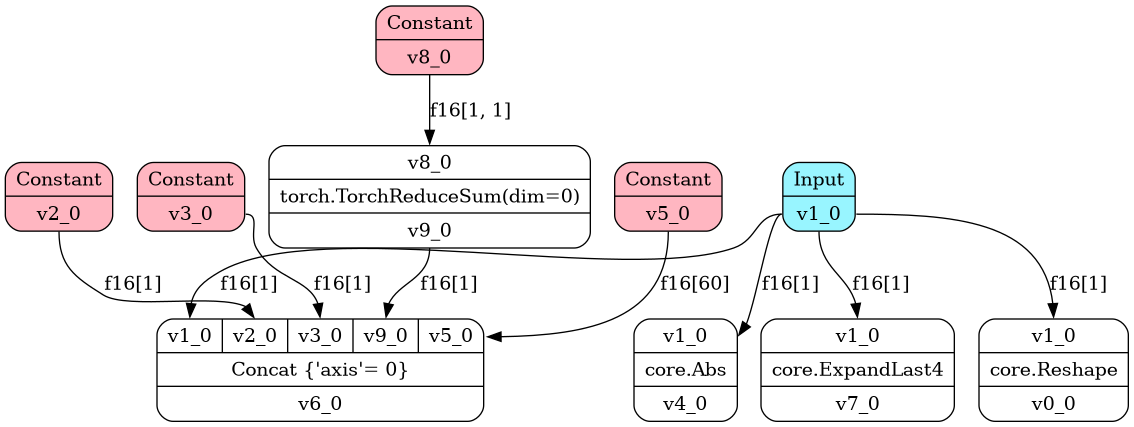 Constant
v8_0
f16[1, 1]
Constant
v2_0
Constant
v3_0
v8_0
torch.TorchReduceSum(dim=0)
v9_0
Constant
v5_0
Input
v1_0
f16[1]
f16[1]
f16[1]
f16[1]
f16[60]
f16[1]
f16[1]
f16[1]
v1_0 v2_0 v3_0 v9_0 v5_0
Concat {'axis'= 0}
v6_0
v1_0
core.Abs
v4_0
v1_0
core.ExpandLast4
v7_0
v1_0
core.Reshape
v0_0